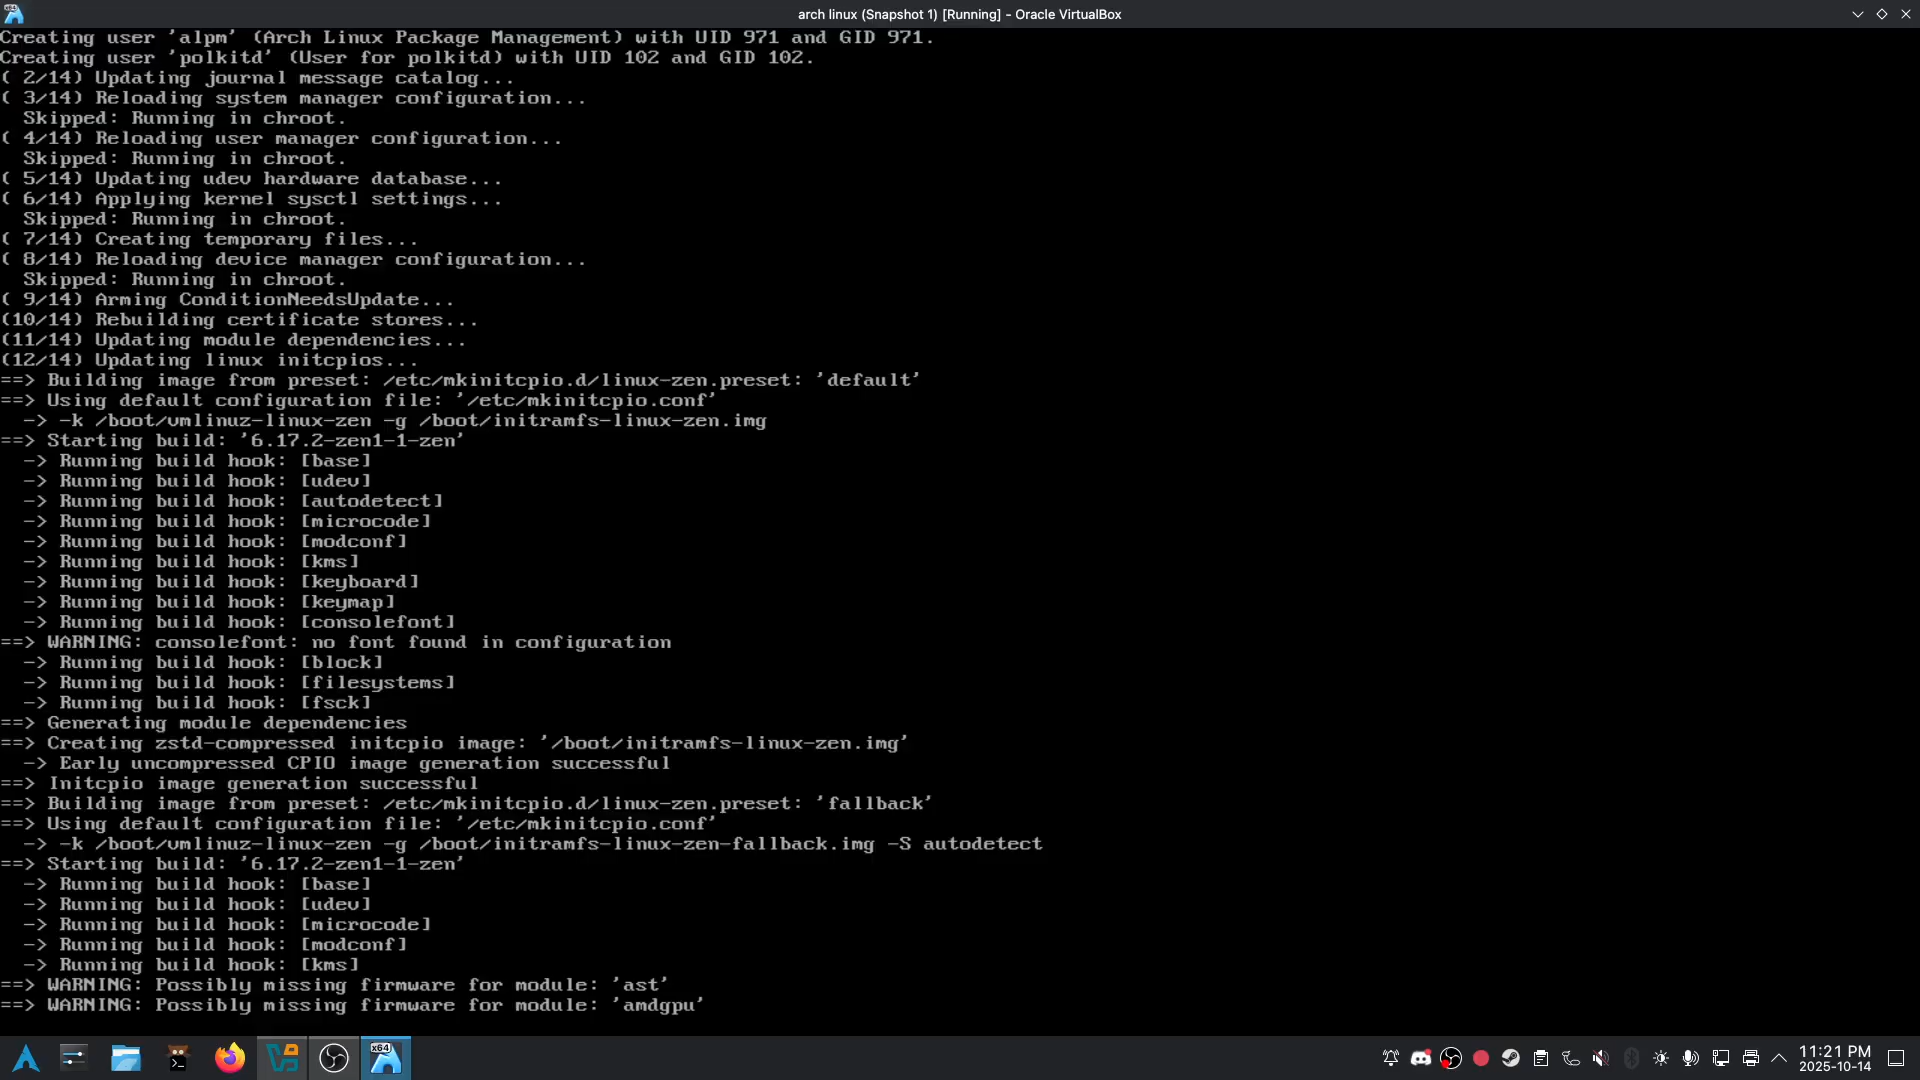 arch linux (Snapshot 1) [Running] - Oracle VirtualBox
Creating user 'alpm' (Arch Linux Package Management) with UID 971 and GID 971.
Creating user 'polkitd' (User for polkitd) with UID 102 and GID 102.
( 2/14) Updating journal message catalog...
( 3/14) Reloading system manager configuration...
Skipped: Running in chroot.
( 4/14) Reloading user manager configuration...
Skipped: Running in chroot.
( 5/14) Updating udev hardware database...
( 6/14) Applying kernel sysctl settings...
Skipped: Running in chroot.
( 7/14) Creating temporary files...
( 8/14) Reloading device manager configuration...
Skipped: Running in chroot.
( 9/14) Arming ConditionNeedsUpdate...
(10/14) Rebuilding certificate stores...
(11/14) Updating module dependencies...
(12/14) Updating linux initcpios...
==> Building image from preset: /etc/mkinitcpio.d/linux-zen.preset: 'default'
==> Using default configuration file: '/etc/mkinitcpio.conf'
-> -k /boot/vmlinuz-linux-zen -g /boot/initramfs-linux-zen.img
==> Starting build: '6.17.2-zen1-1-zen'
-> Running build hook: [base]
-> Running build hook: [udev]
-> Running build hook: [autodetect]
-> Running build hook: [microcode]
-> Running build hook: [modconf]
-> Running build hook: [kms]
-> Running build hook: [keyboard]
-> Running build hook: [keymap]
-> Running build hook: [consolefont]
==> WARNING: consolefont: no font found in configuration
-> Running build hook: [block]
-> Running build hook: [filesystems]
-> Running build hook: [fsck]
==> Generating module dependencies
==> Creating zstd-compressed initcpio image: '/boot/initramfs-linux-zen.img'
-> Early uncompressed CPIO image generation successful
==> Initcpio image generation successful
==> Building image from preset: /etc/mkinitcpio.d/linux-zen.preset: 'fallback'
==> Using default configuration file: '/etc/mkinitcpio.conf'
-> -k /boot/vmlinuz-linux-zen -g /boot/initramfs-linux-zen-fallback.img -S autodetect
==> Starting build: '6.17.2-zen1-1-zen'
-> Running build hook: [base]
-> Running build hook: [udev]
-> Running build hook: [microcode]
-> Running build hook: [modconf]
-> Running build hook: [kms]
==> WARNING: Possibly missing firmware for module: 'ast'
==> WARNING: Possibly missing firmware for module: 'amdgpu'
x64
11:21 PM
2025-10-14